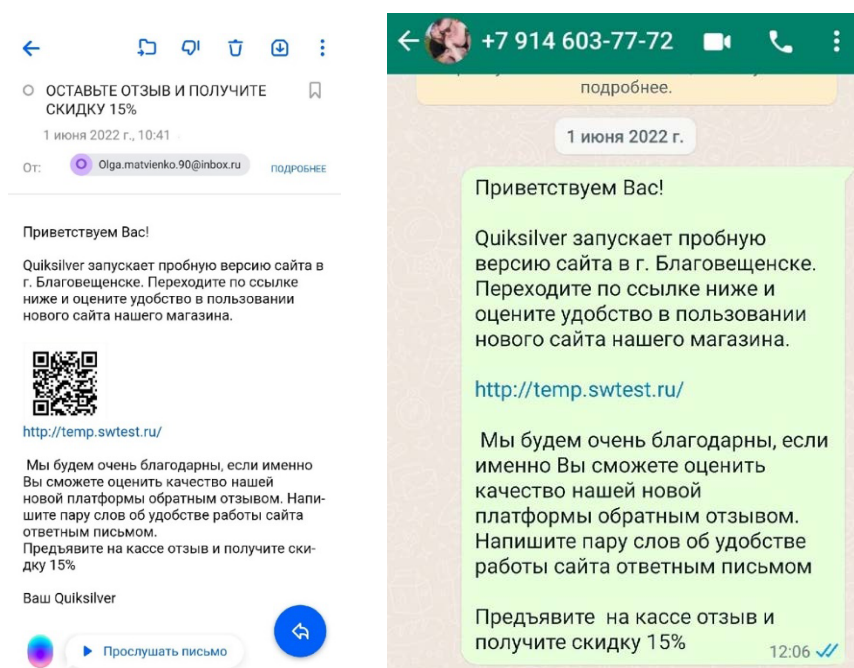 ОСТАВЬТЕ ОТЗЫВ И ПОЛУЧИТЕ
СКИДКУ 15%
1 июня 2022 г., 10:41
От:
O
Olga.matvienko.90@inbox.ru
ПОДРОБНЕЕ
Приветствуем Вас!
Quiksilver запускает пробную версию сайта в
г. Благовещенске. Переходите по ссылке
ниже и оцените удобство в пользовании
нового сайта нашего магазина.
http://temp.swtest.ru/
Мы будем очень благодарны, если именно
Вы сможете оценить качество нашей
новой платформы обратным отзывом. Напи-
шите пару слов об удобстве работы сайта
ответным письмом.
Предъявите на кассе отзыв и получите ски-
дку 15%
Ваш Quiksilver
Прослушать письмо
+7 914 603-77-72
подробнее.
1 июня 2022 г.
Приветствуем Вас!
Quiksilver запускает пробную
версию сайта в г. Благовещенске.
Переходите по ссылке ниже и
оцените удобство в пользовании
нового сайта нашего магазина.
http://temp.swtest.ru/
Мы будем очень благодарны, если
именно Вы сможете оценить
качество нашей новой
платформы обратным отзывом.
Напишите пару слов об удобстве
работы сайта ответным письмом
Предъявите на кассе отзыв и
получите скидку 15%
12:06